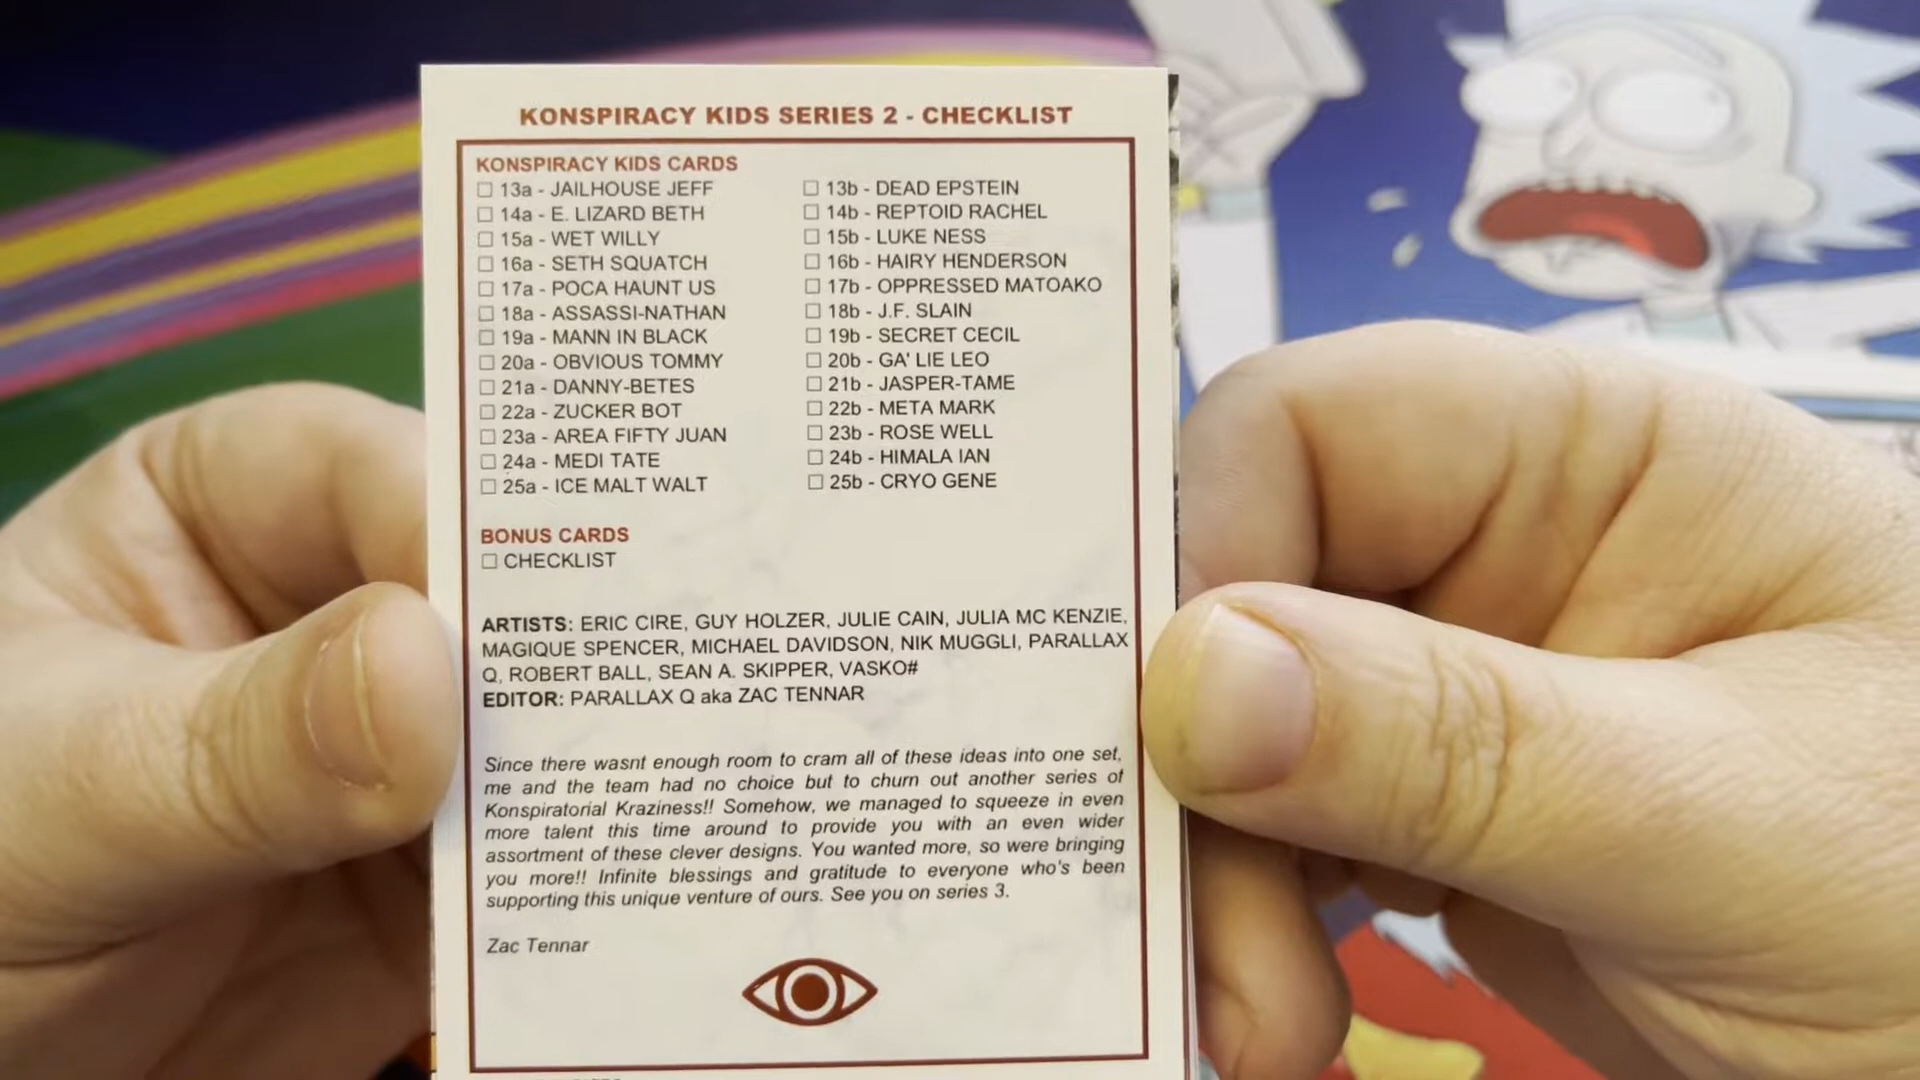 KONSPIRACY KIDS SERIES 2 - CHECKLIST
KONSPIRACY KIDS CARDS
13a - JAILHOUSE JEFF
14a - E. LIZARD BETH
15a - WET WILLY
16a - SETH SQUATCH
17a - POCA HAUNT US
18a - ASSASSI-NATHAN
19a - MANN IN BLACK
20a - OBVIOUS TOMMY
21a - DANNY-BETES
22a - ZUCKER BOT
23a - AREA FIFTY JUAN
24a - MEDI TATE
25a - ICE MALT WALT
13b - DEAD EPSTEIN
14b - REPTOID RACHEL
15b - LUKE NESS
16b - HAIRY HENDERSON
17b - OPPRESSED MATOAKO
18b - J.F. SLAIN
19b - SECRET CECIL
20b - GA' LIE LEO
21b - JASPER-TAME
22b - META MARK
23b - ROSE WELL
24b - HIMALA IAN
25b - CRYO GENE
BONUS CARDS
CHECKLIST
ARTISTS: ERIC CIRE, GUY HOLZER, JULIE CAIN, JULIA MC KENZIE,
MAGIQUE SPENCER, MICHAEL DAVIDSON, NIK MUGGLI, PARALLAX
Q, ROBERT BALL, SEAN A. SKIPPER, VASKO#
EDITOR: PARALLAX Q aka ZAC TENNAR
Since there wasnt enough room to cram all of these ideas into one set,
me and the team had no choice but to churn out another series of
Konspiratorial Kraziness!! Somehow, we managed to squeeze in even
more talent this time around to provide you with an even wider
assortment of these clever designs. You wanted more, so were bringing
you more!! Infinite blessings and gratitude to everyone who's been
supporting this unique venture of ours. See you on series 3.
Zac Tennar